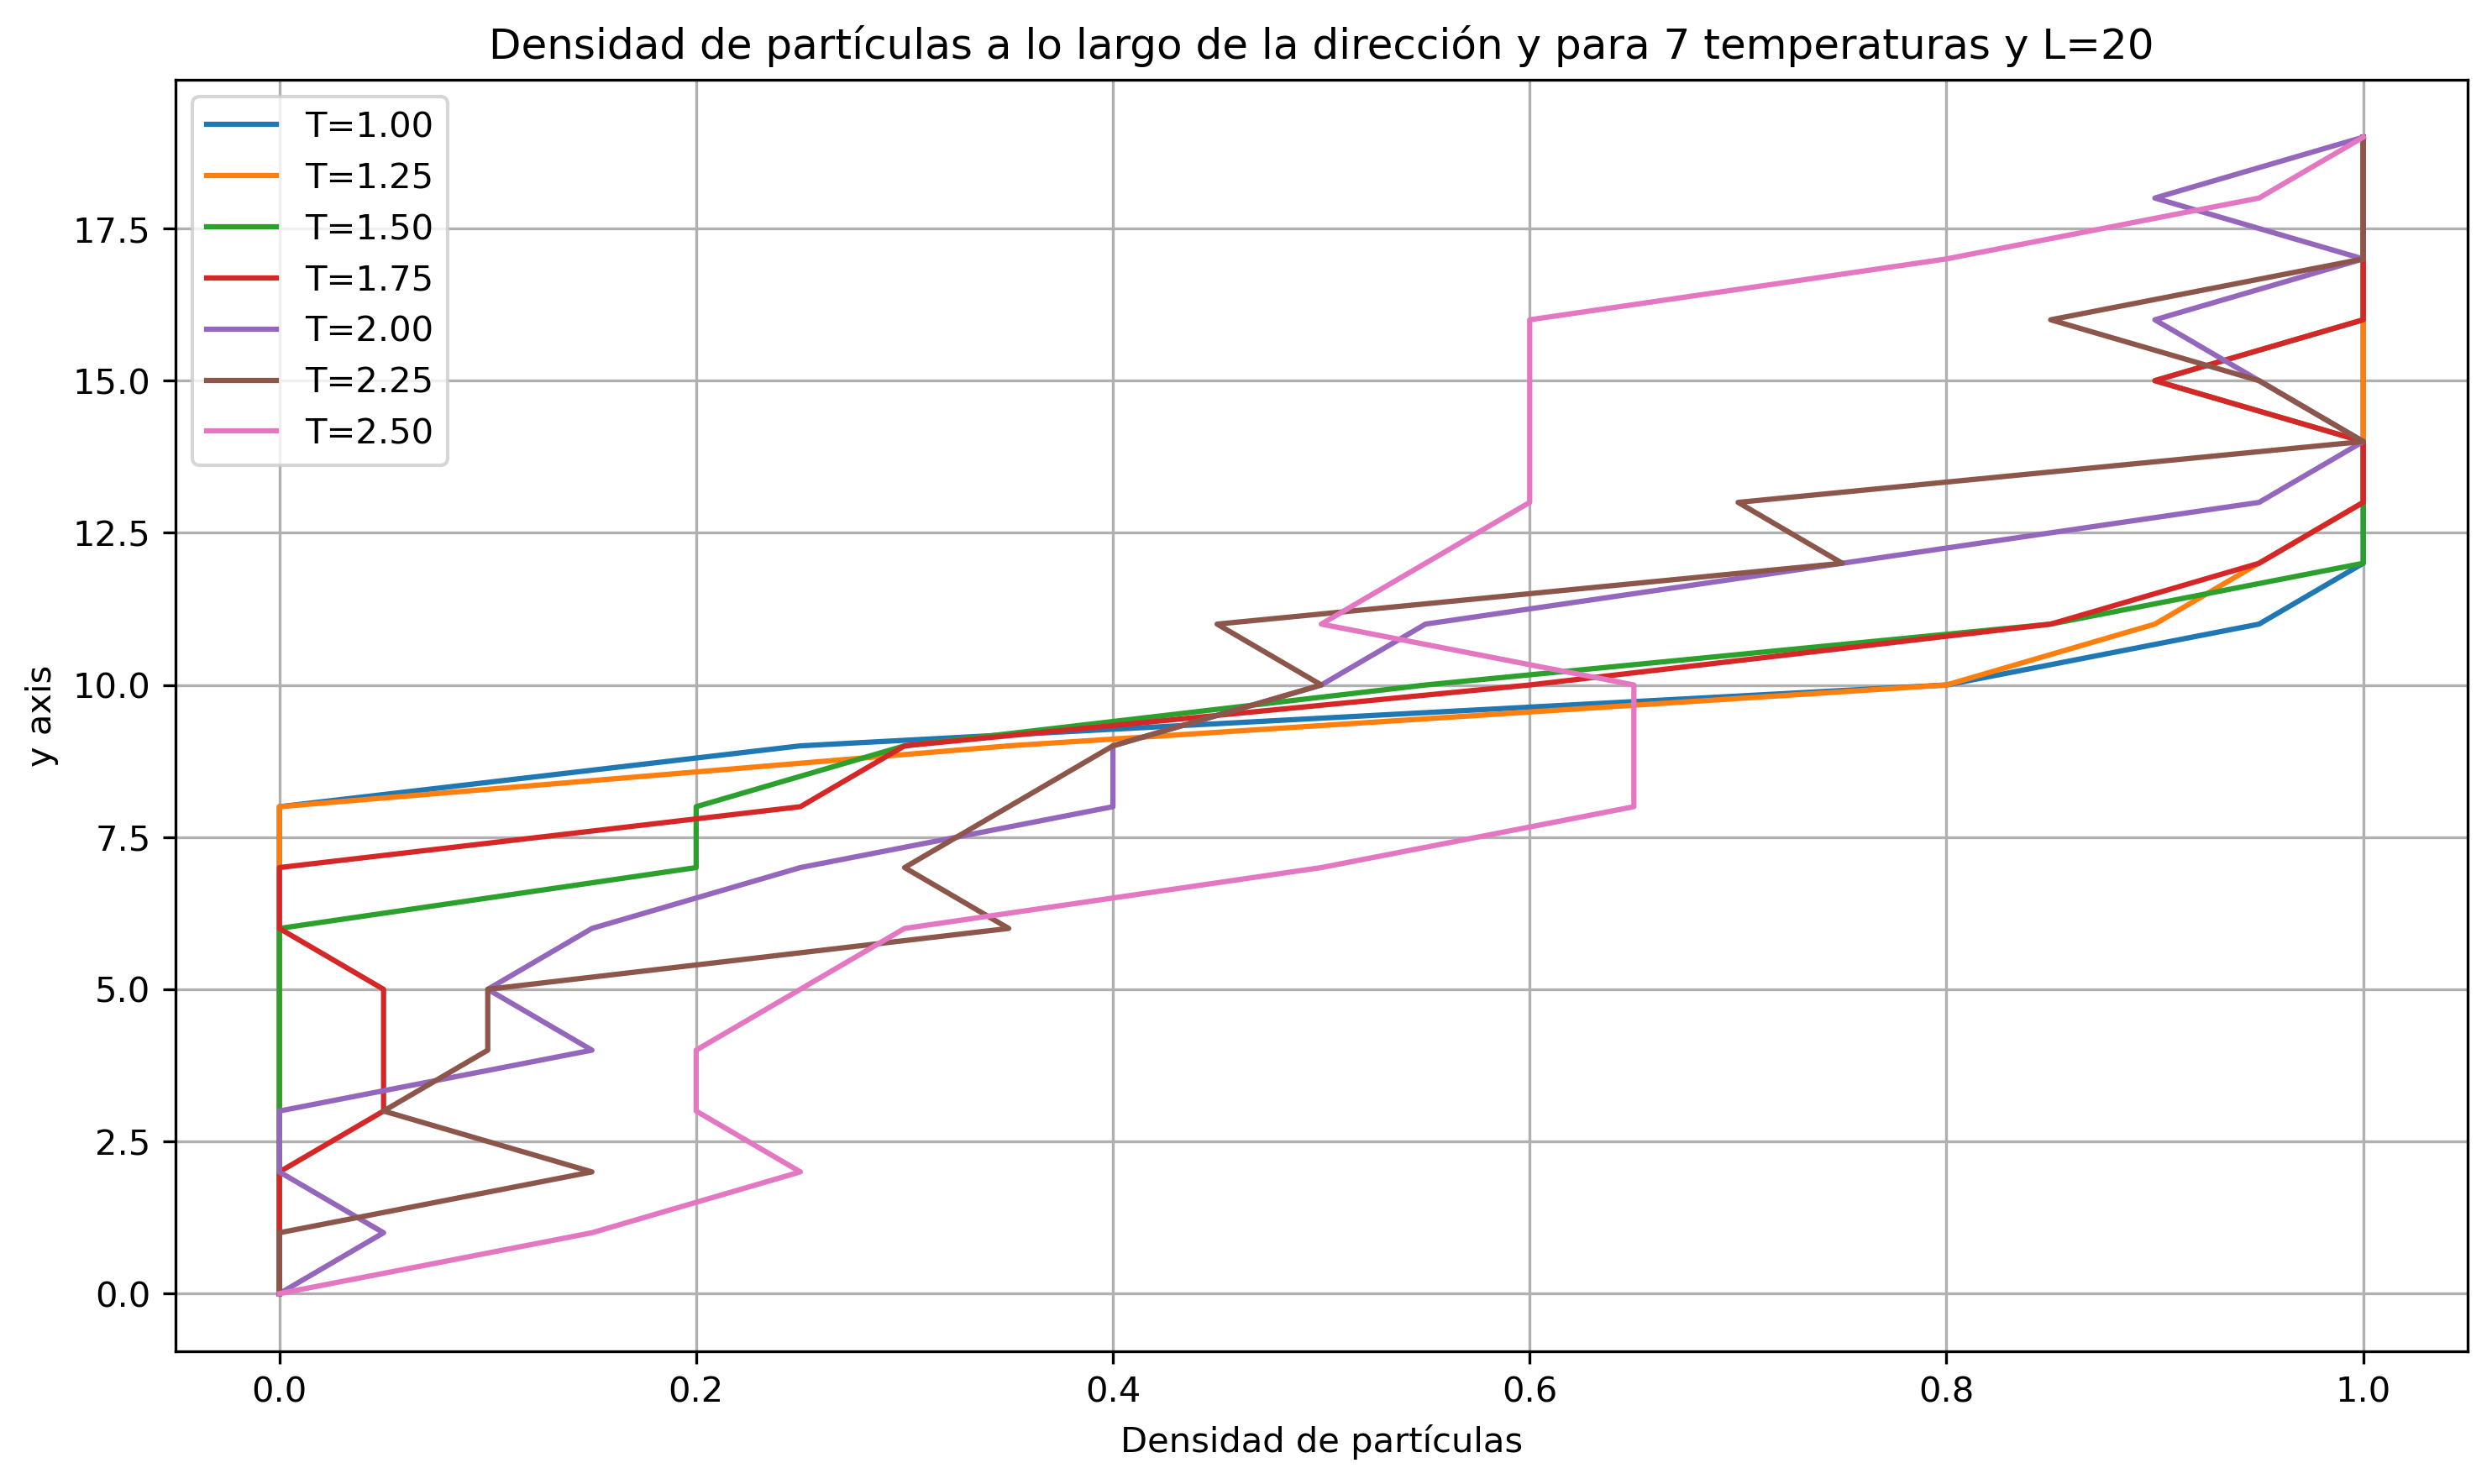 Densidad de partículas a lo largo de la dirección y para 7 temperaturas y L=20
T=1.00
T=1.25
T=1.50
T=1.75
T=2.00
T=2.25
T=2.50
17.5
15.0
12.5
10.0
7.5
5.0
2.5
0.0
y axis
0.0 0.2 0.4 0.6 0.8 1.0
Densidad de partículas